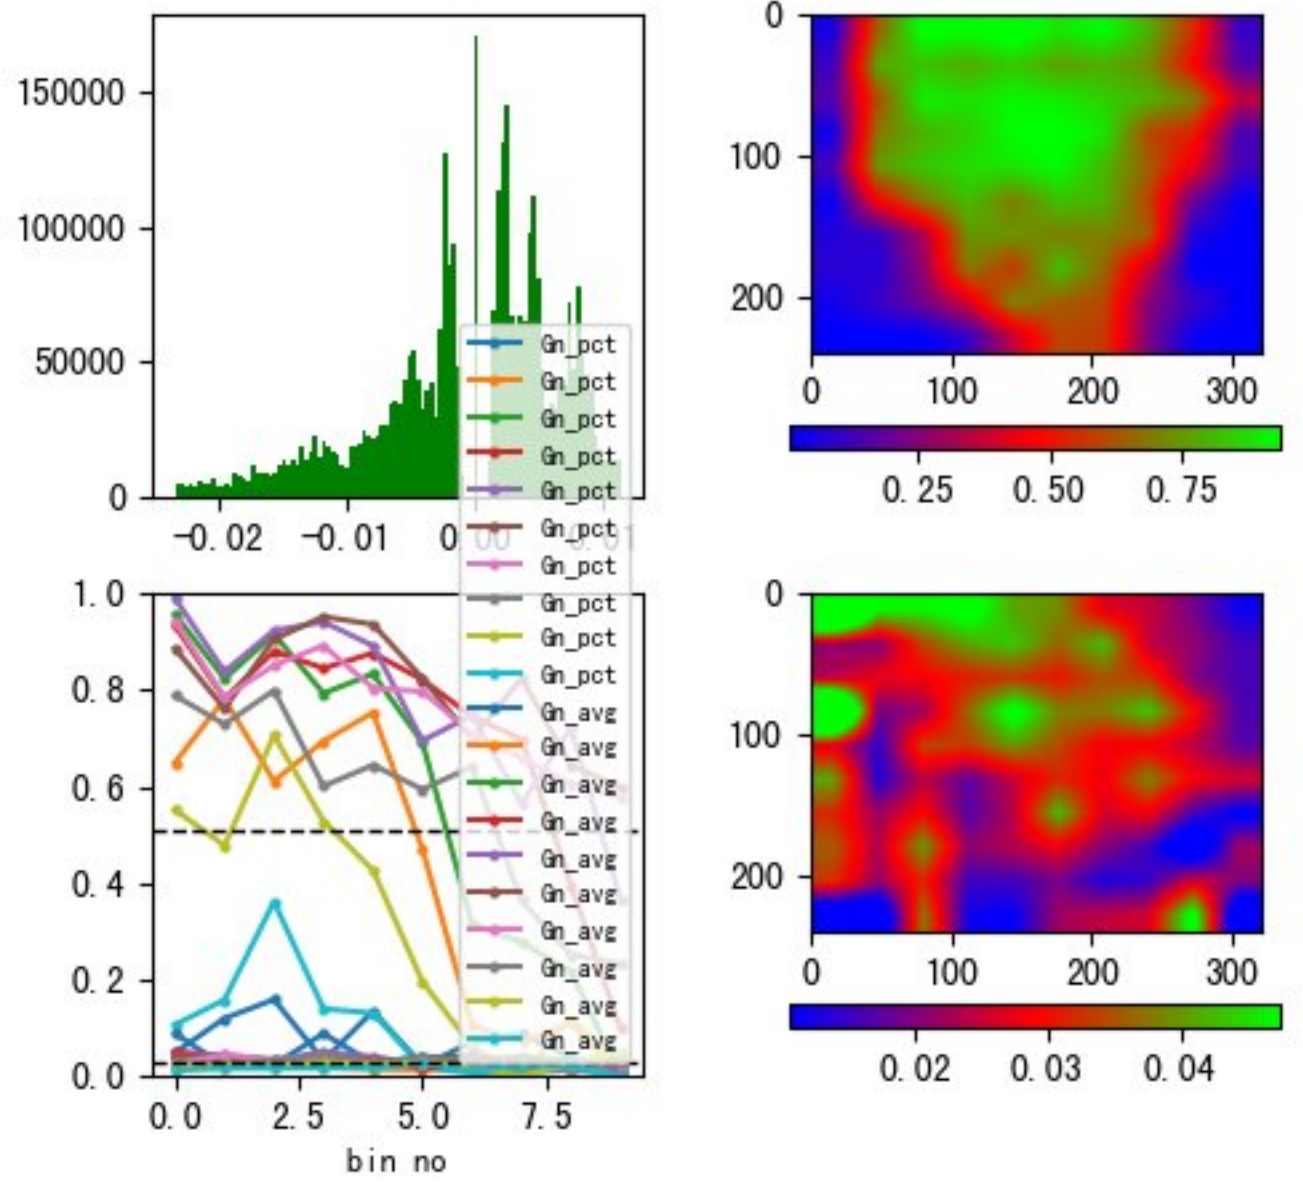 150000
100000
50000
0
-0.02 -0.01 0.00 0.01
0
100
200
0 100 200 300
0.25 0.50 0.75
Gn_pct
Gn_pct
Gn_pct
Gn_pct
Gn_pct
Gn_pct
Gn_pct
Gn_pct
Gn_pct
Gn_pct
Gn_avg
Gn_avg
Gn_avg
Gn_avg
Gn_avg
Gn_avg
Gn_avg
Gn_avg
Gn_avg
Gn_avg
1.0
0.8
0.6
0.4
0.2
0.0
0.0 2.5 5.0 7.5
bin no
0
100
200
0 100 200 300
0.02 0.03 0.04